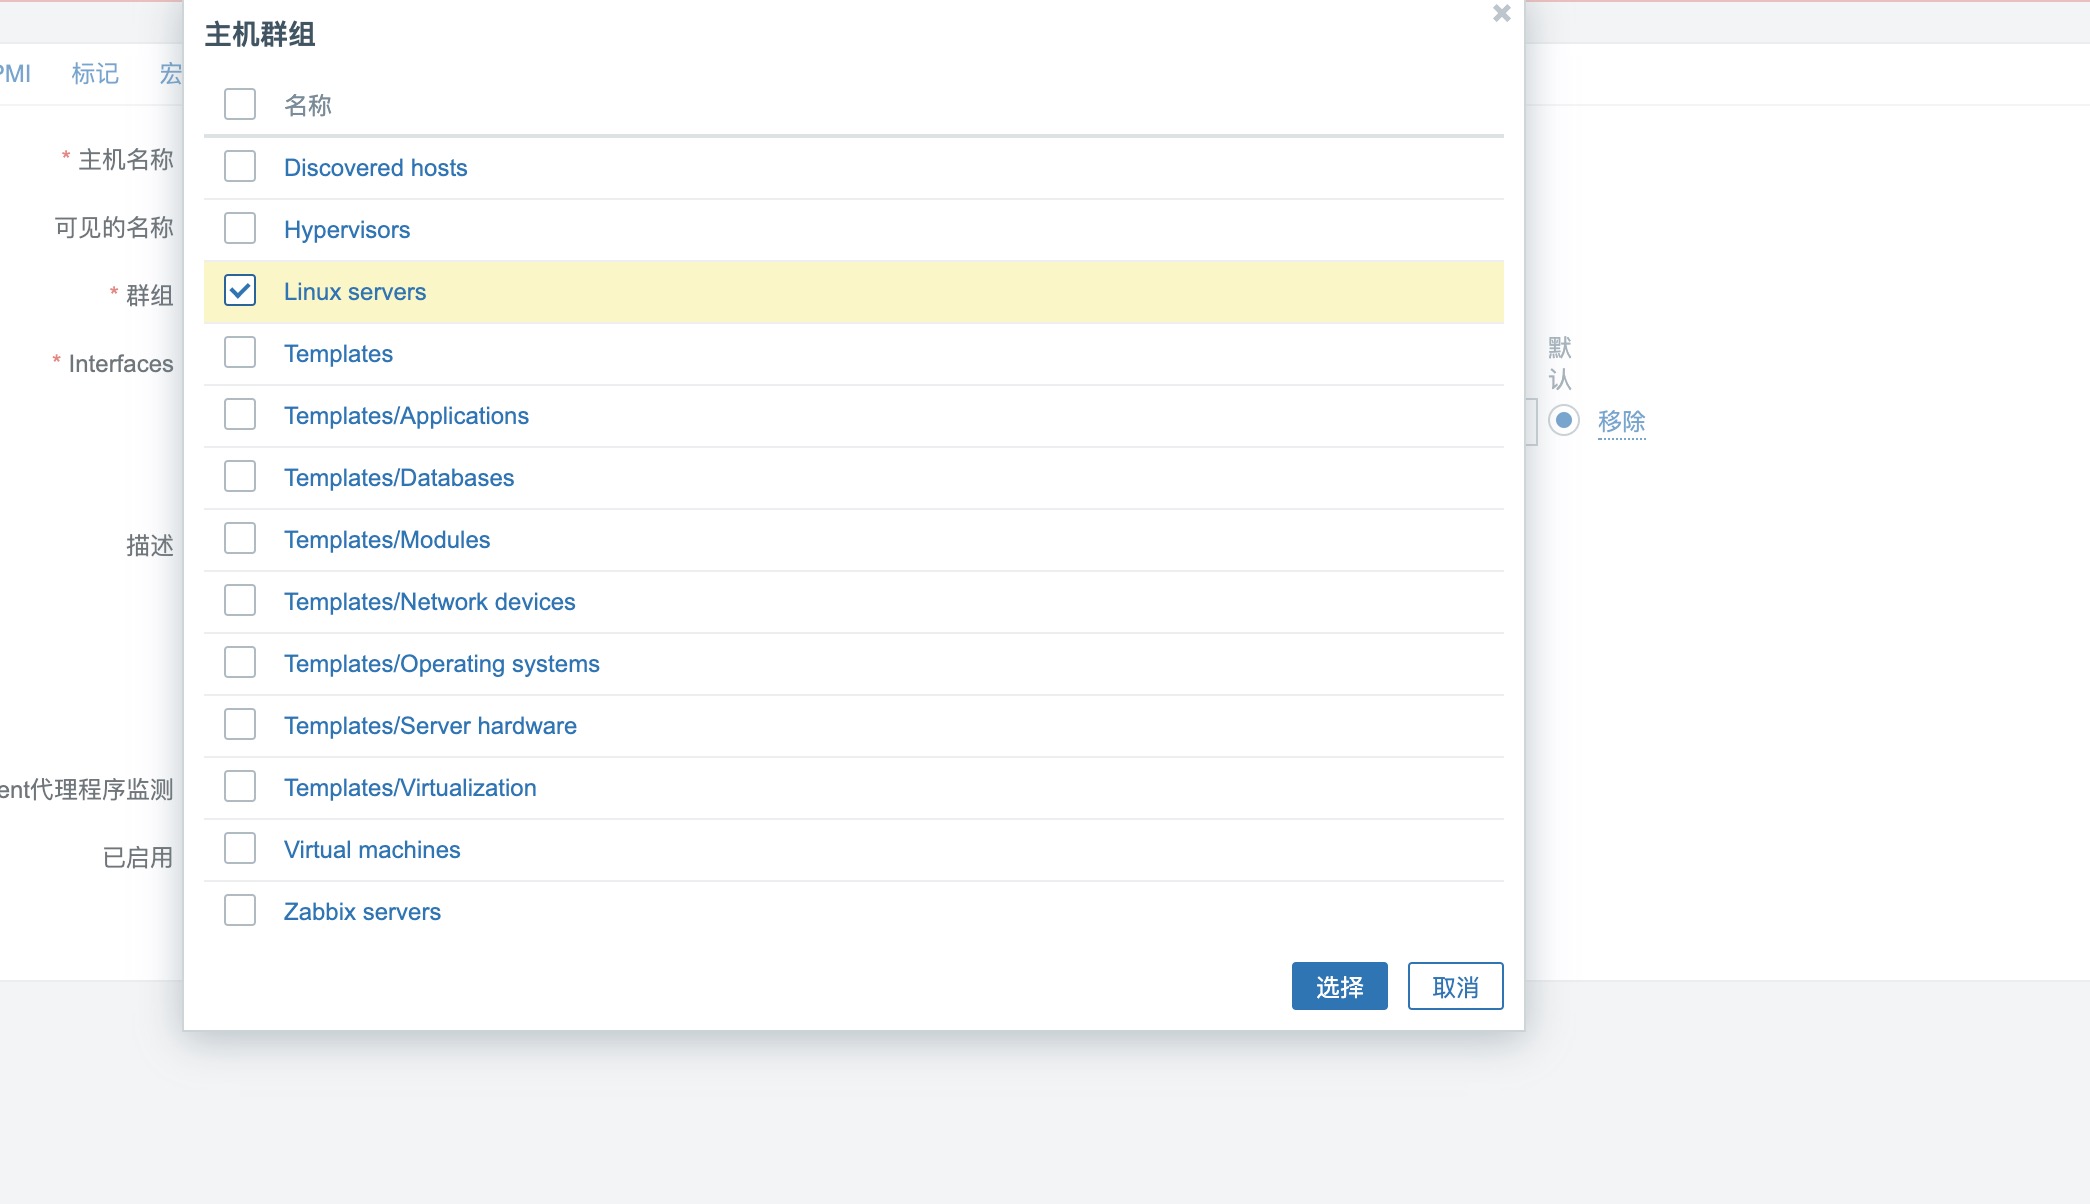 主机群组
PMI 标记 宏
名称
* 主机名称
Discovered hosts
可见的名称
Hypervisors
* 群组
Linux servers
* Interfaces
Templates
默认
Templates/Applications
移除
Templates/Databases
描述
Templates/Modules
Templates/Network devices
Templates/Operating systems
Templates/Server hardware
ent代理程序监测
Templates/Virtualization
已启用
Virtual machines
Zabbix servers
选择 取消